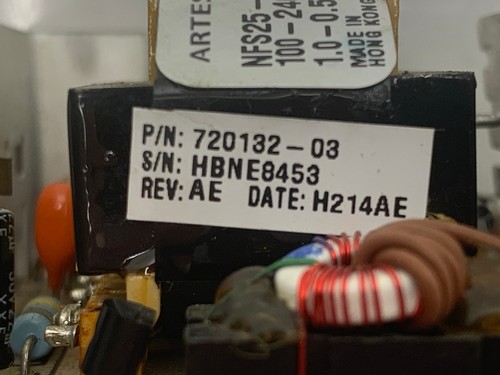 ARTES
NFS25-
100-24
1.0-0.5
MADE IN
HONG KONG
P/N: 720132-03
S/N: HBNE8453
REV: AE DATE: H214AE